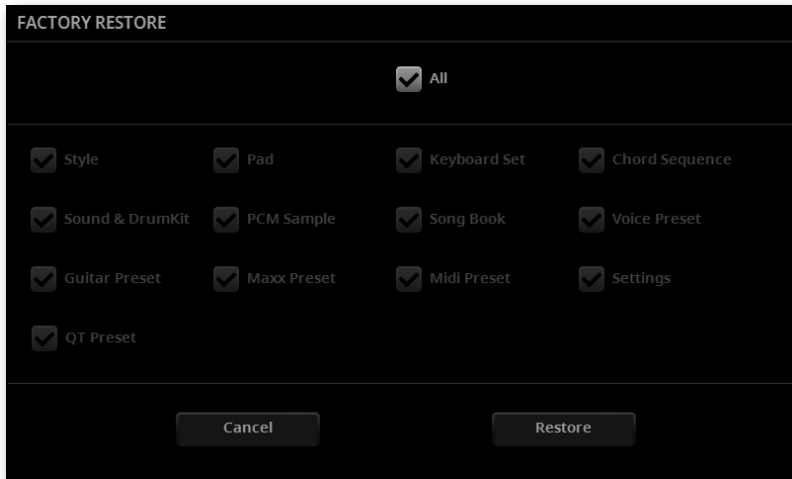 FACTORY RESTORE
All
Style Pad Keyboard Set Chord Sequence
Sound & DrumKit PCM Sample Song Book Voice Preset
Guitar Preset Maxx Preset Midi Preset Settings
QT Preset
Cancel Restore